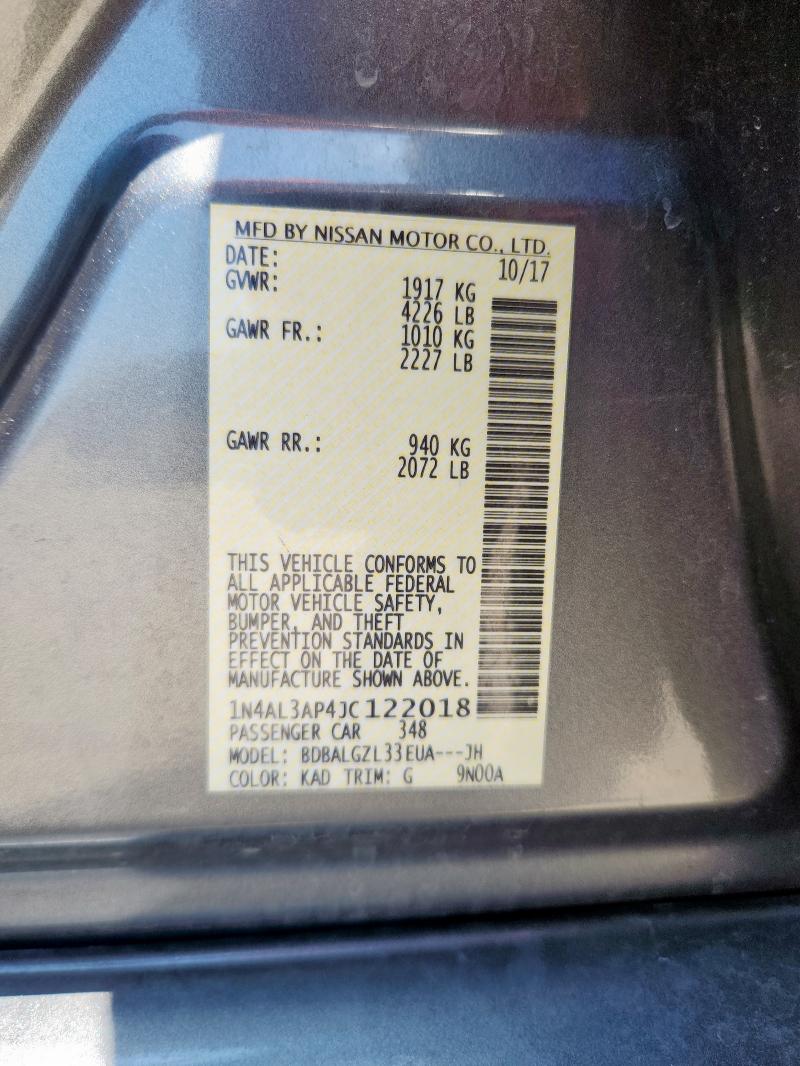 MFD BY NISSAN MOTOR CO., LTD.
DATE: 10/17
GVWR: 1917 KG
4226 LB
GAWR FR.: 1010 KG
2227 LB
GAWR RR.: 940 KG
2072 LB
THIS VEHICLE CONFORMS TO
ALL APPLICABLE FEDERAL
MOTOR VEHICLE SAFETY,
BUMPER, AND THEFT
PREVENTION STANDARDS IN
EFFECT ON THE DATE OF
MANUFACTURE SHOWN ABOVE.
1N4AL3AP4JC122018
PASSENGER CAR 348
MODEL: BDBALGZL33EUA---JH
COLOR: KAD TRIM: G 9N00A